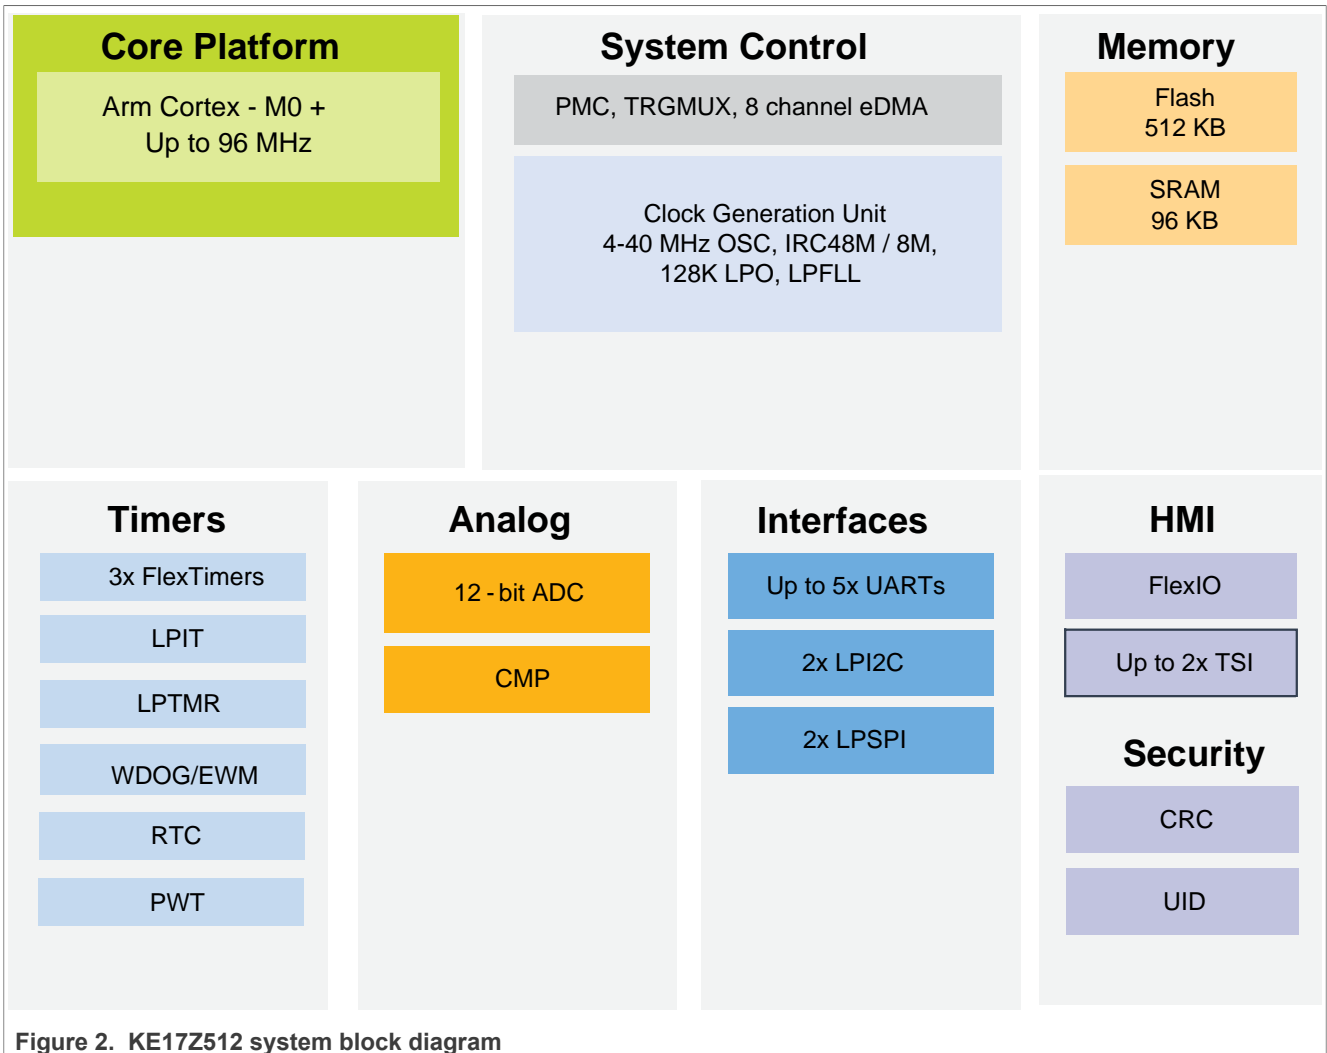 Core Platform
Arm Cortex - M0 +
Up to 96 MHz
System Control
PMC, TRGMUX, 8 channel eDMA
Clock Generation Unit
4-40 MHz OSC, IRC48M / 8M,
128K LPO, LPFLL
Memory
Flash
512 KB
SRAM
96 KB
Timers
3x FlexTimers
LPIT
LPTMR
WDOG/EWM
RTC
PWT
Analog
12 - bit ADC
CMP
Interfaces
Up to 5x UARTs
2x LPI2C
2x LPSPI
HMI
FlexIO
Up to 2x TSI
Security
CRC
UID
Figure 2. KE17Z512 system block diagram